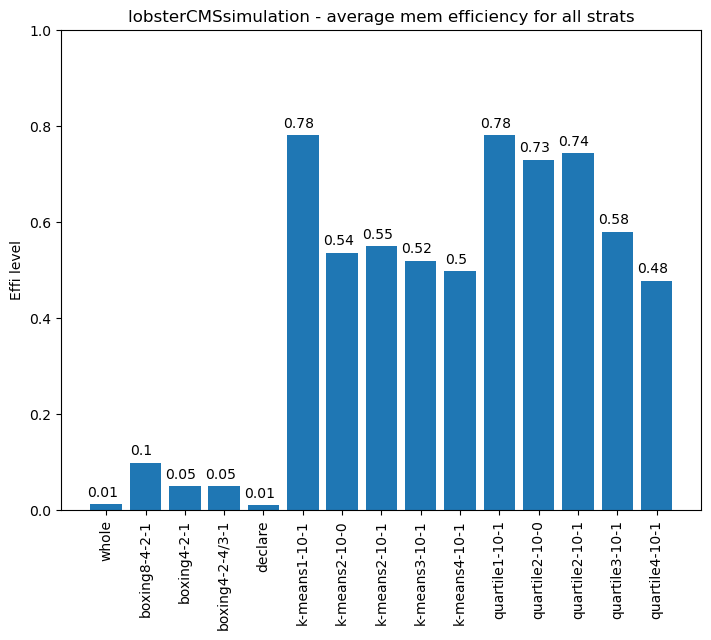 lobsterCMSsimulation - average mem efficiency for all strats
Effi level
1.0
0.8
0.6
0.4
0.2
0.0
0.01
0.1
0.05
0.05
0.01
0.78
0.54
0.55
0.52
0.5
0.78
0.73
0.74
0.58
0.48
whole
boxing8-4-2-1
boxing4-2-1
boxing4-2-4/3-1
declare
k-means1-10-1
k-means2-10-0
k-means2-10-1
k-means3-10-1
k-means4-10-1
quartile1-10-1
quartile2-10-0
quartile2-10-1
quartile3-10-1
quartile4-10-1